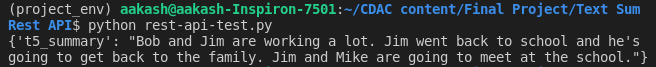 (project_env) aakash@aakash-Inspiron-7501:~/CDAC content/Final Project/Text Sum
Rest API$ python rest-api-test.py
{'t5_summary': "Bob and Jim are working a lot. Jim went back to school and he's
going to get back to the family. Jim and Mike are going to meet at the school."}